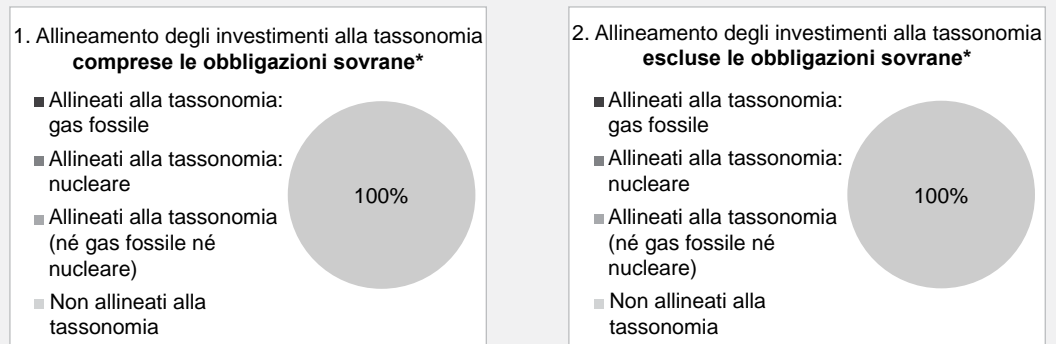 1. Allineamento degli investimenti alla tassonomia
comprese le obbligazioni sovrane*
Allineati alla tassonomia:
gas fossile
Allineati alla tassonomia:
nucleare
Allineati alla tassonomia
(né gas fossile né
nucleare)
Non allineati alla
tassonomia
100%
2. Allineamento degli investimenti alla tassonomia
escluse le obbligazioni sovrane*
Allineati alla tassonomia:
gas fossile
Allineati alla tassonomia:
nucleare
Allineati alla tassonomia
(né gas fossile né
nucleare)
Non allineati alla
tassonomia
100%